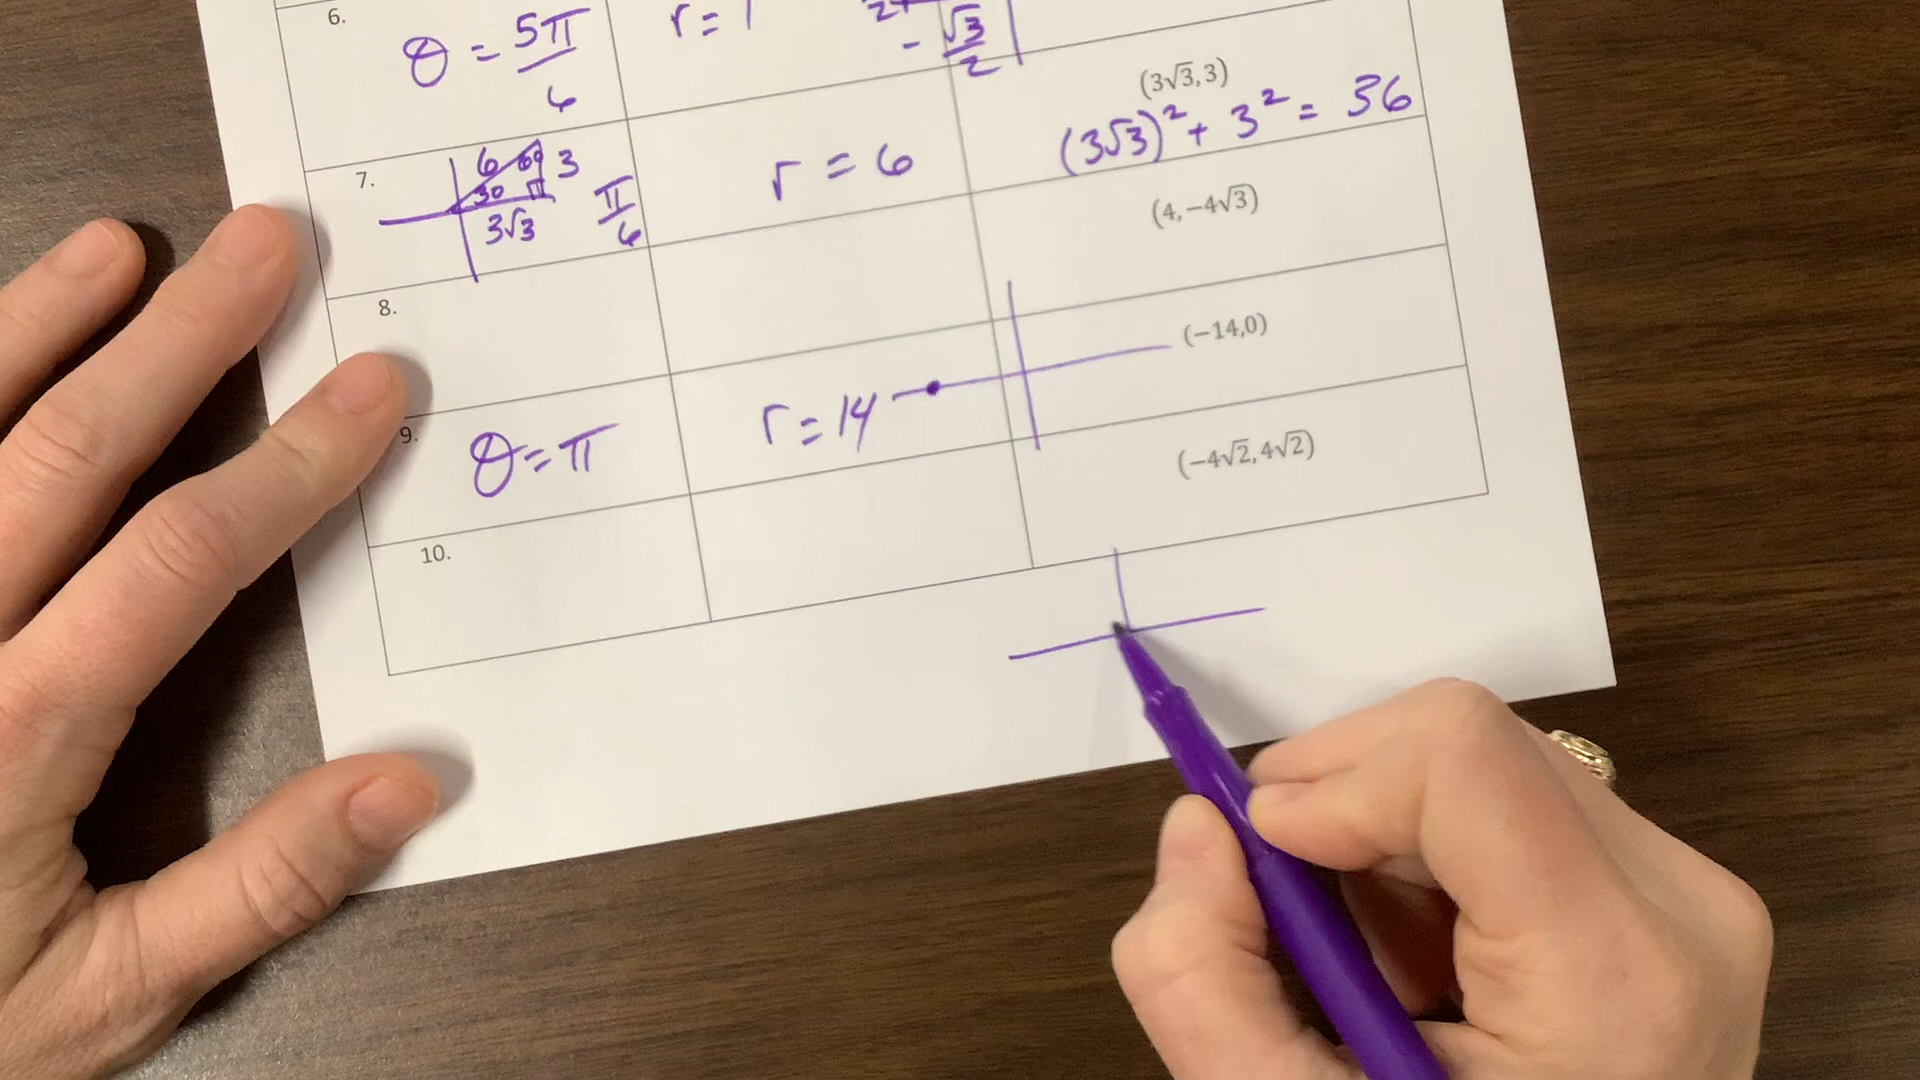 6.
θ = 5π/6
r = 1
- √3/2
(3√3, 3)
(3√3)² + 3² = 36
7.
6 60 3
30
3√3
π/6
r = 6
(4, −4√3)
8.
(−14,0)
9.
θ = π
r = 14
(−4√2, 4√2)
10.